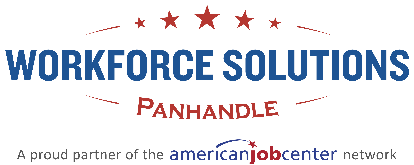 WORKFORCE SOLUTIONS
PANHANDLE
A proud partner of the americanjobcenter network